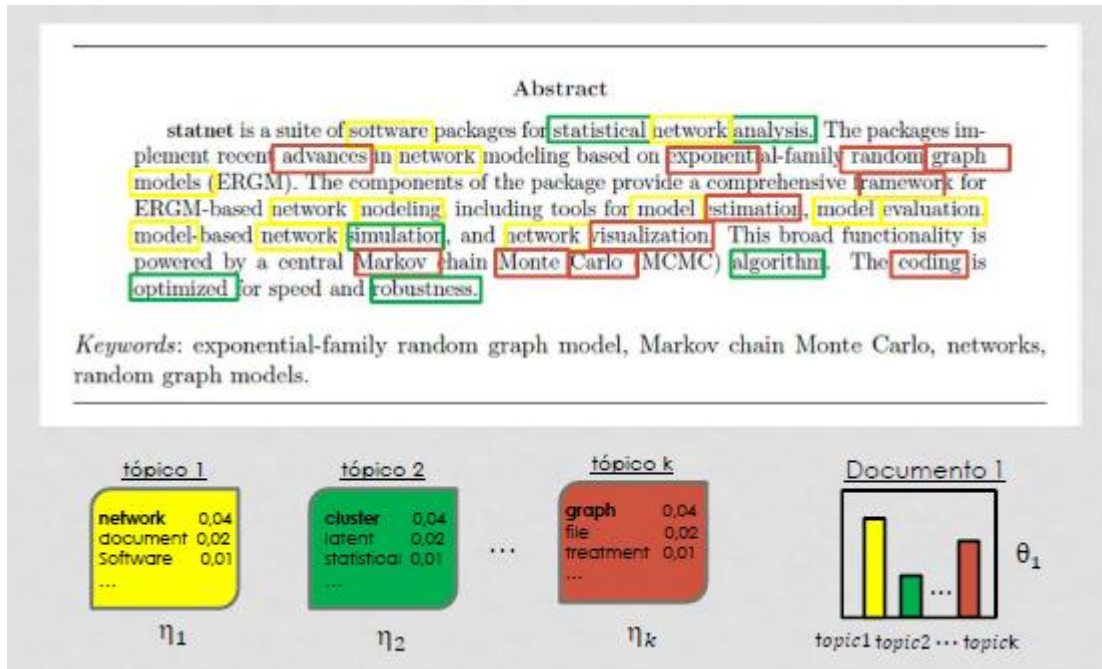 Abstract
statnet is a suite of software packages for statistical network analysis. The packages im-
plement recent advances in network modeling based on exponential-family random graph
models (ERGM). The components of the package provide a comprehensive framework for
ERGM-based network nodeling, including tools for model estimation, model evaluation,
model-based network simulation, and network visualization. This broad functionality is
powered by a central Markov chain Monte Carlo MCMC) algorithm. The coding is
optimized for speed and robustness.
Keywords: exponential-family random graph model, Markov chain Monte Carlo, networks,
random graph models.
tópico 1
network 0,04
document 0,02
Software 0,01
...
η1
tópico 2
cluster 0,04
latent 0,02
statistical 0,01
...
η2
...
tópico k
graph 0,04
file 0,02
treatment 0,01
...
ηk
Documento 1
...
θ1
topic1 topic2 ⋯ topick